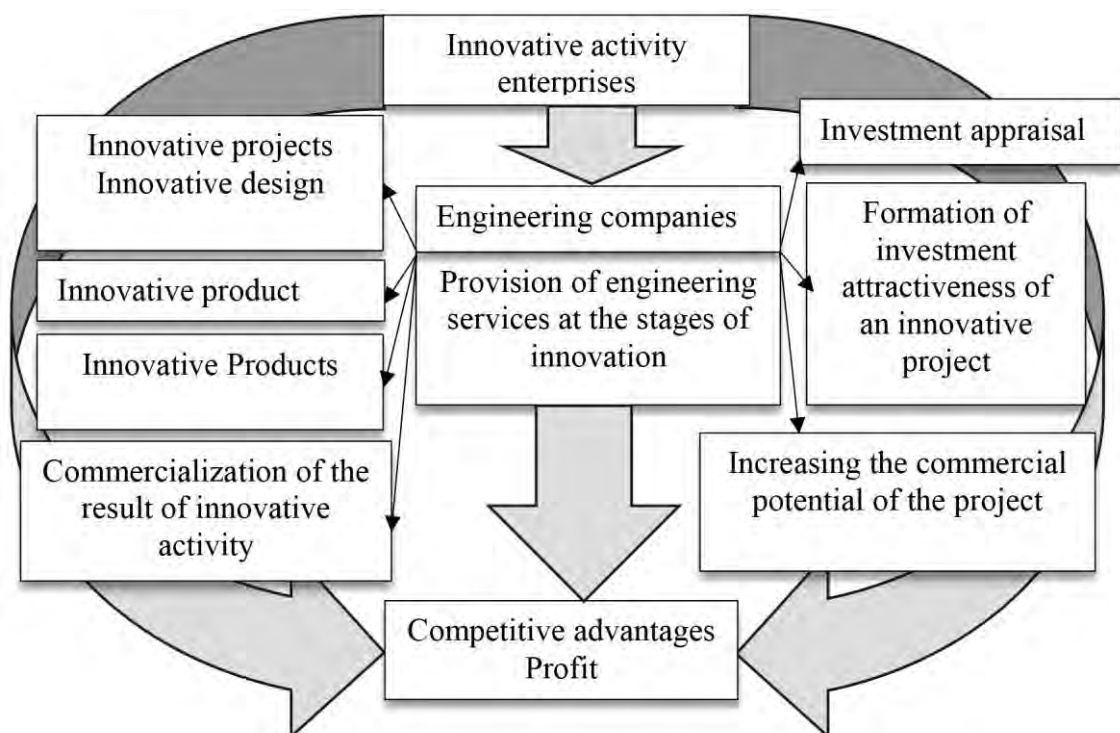 Innovative activity
enterprises
Innovative projects
Innovative design
Innovative product
Innovative Products
Commercialization of the
result of innovative
activity
Engineering companies
Provision of engineering
services at the stages of
innovation
Investment appraisal
Formation of
investment
attractiveness of
an innovative
project
Increasing the commercial
potential of the project
Competitive advantages
Profit